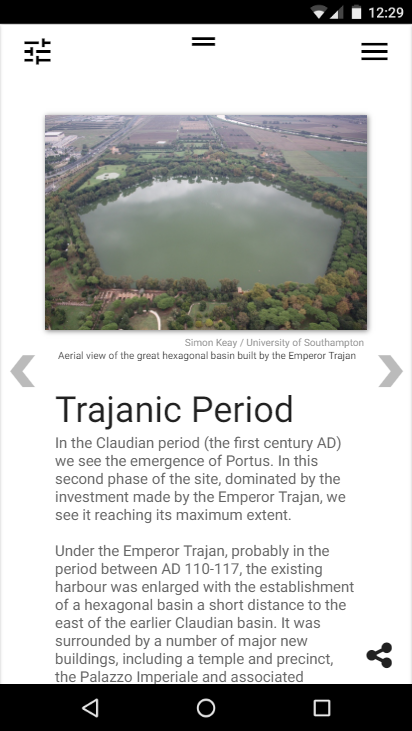 12:29
Simon Keay / University of Southampton
Aerial view of the great hexagonal basin built by the Emperor Trajan
Trajanic Period
In the Claudian period (the first century AD)
we see the emergence of Portus. In this
second phase of the site, dominated by the
investment made by the Emperor Trajan, we
see it reaching its maximum extent.
Under the Emperor Trajan, probably in the
period between AD 110-117, the existing
harbour was enlarged with the establishment
of a hexagonal basin a short distance to the
east of the earlier Claudian basin. It was
surrounded by a number of major new
buildings, including a temple and precinct,
the Palazzo Imperiale and associated